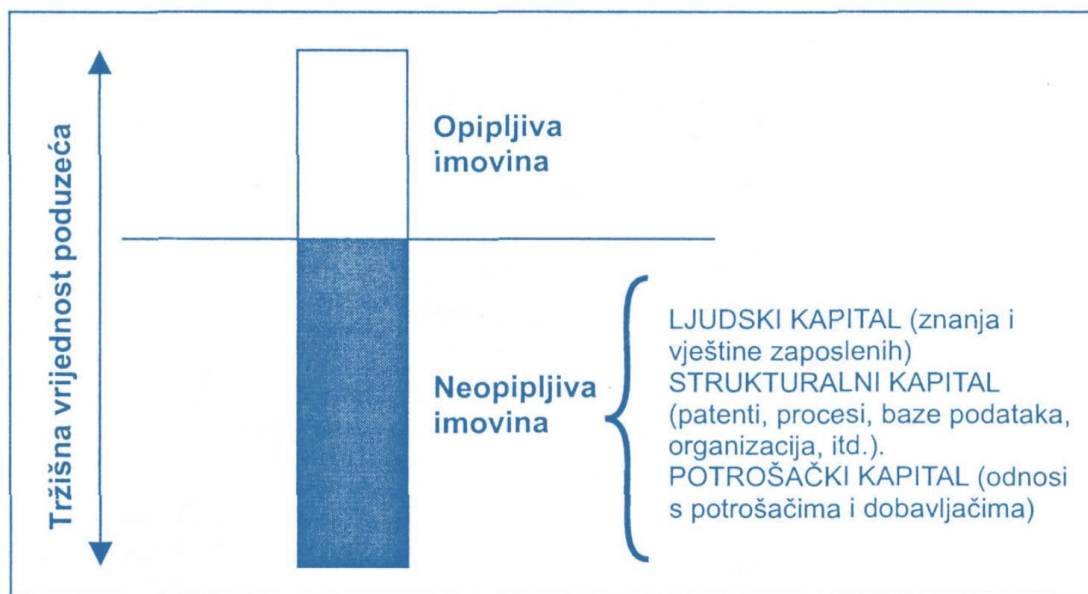 Tržišna vrijednost poduzeća
Opipljiva
imovina
Neopipljiva
imovina
LJUDSKI KAPITAL (znanja i
vještine zaposlenih)
STRUKTURALNI KAPITAL
(patenti, procesi, baze podataka,
organizacija, itd.).
POTROŠAČKI KAPITAL (odnosi
s potrošačima i dobavljačima)